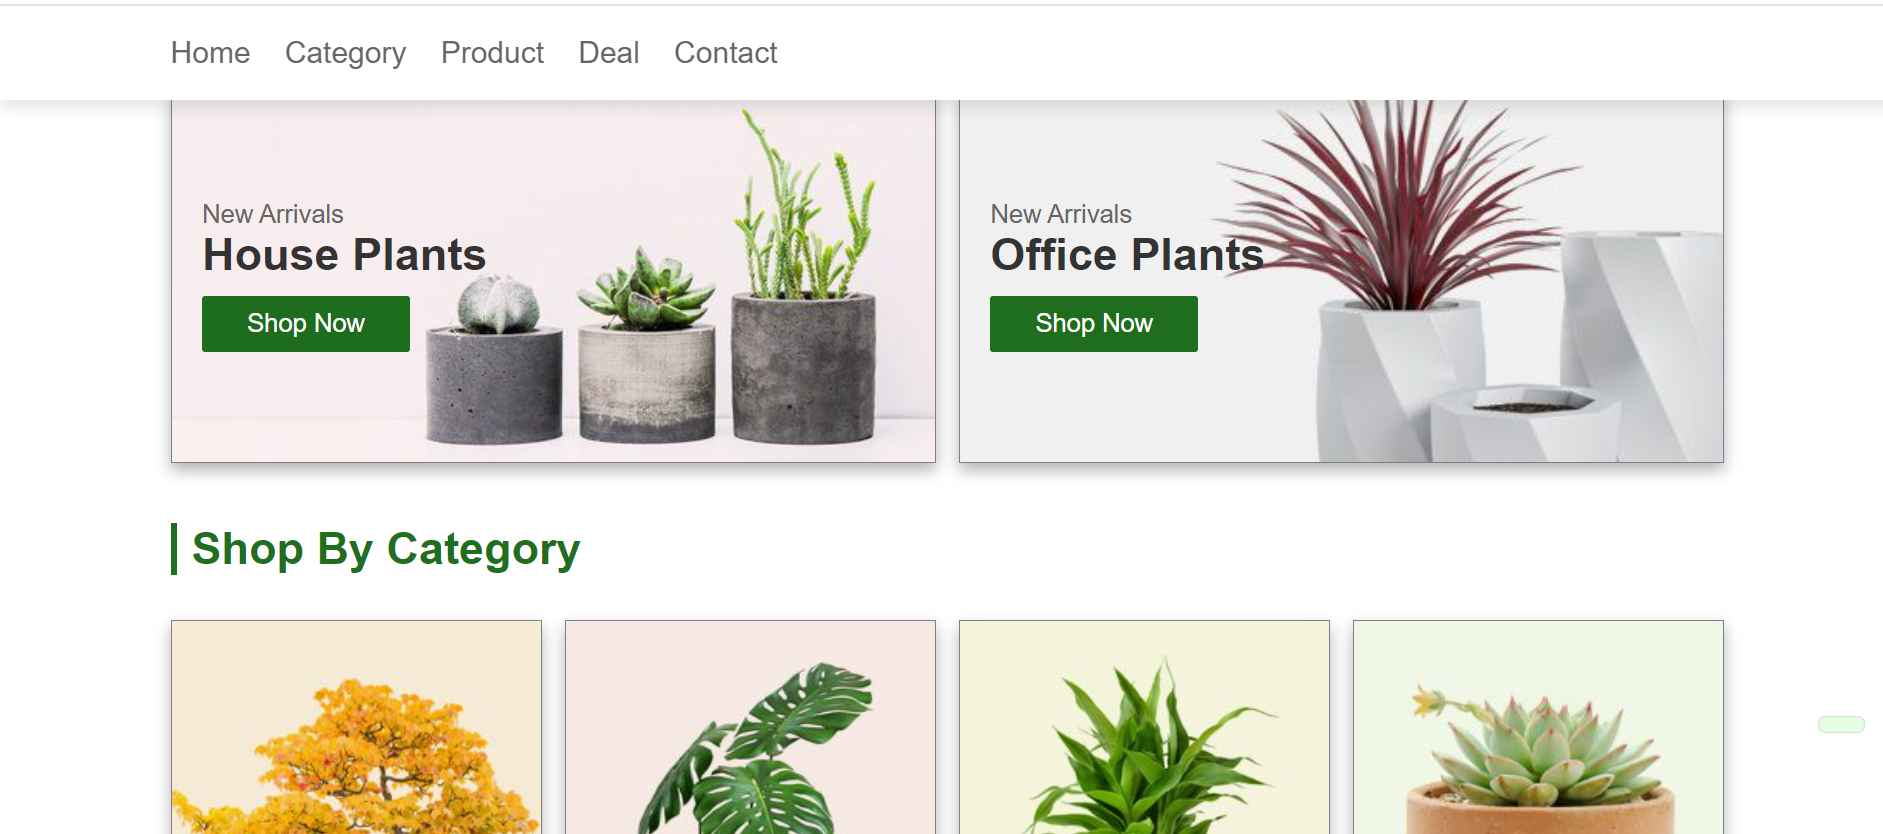 Home Category Product Deal Contact
New Arrivals
House Plants
Shop Now
New Arrivals
Office Plants
Shop Now
Shop By Category